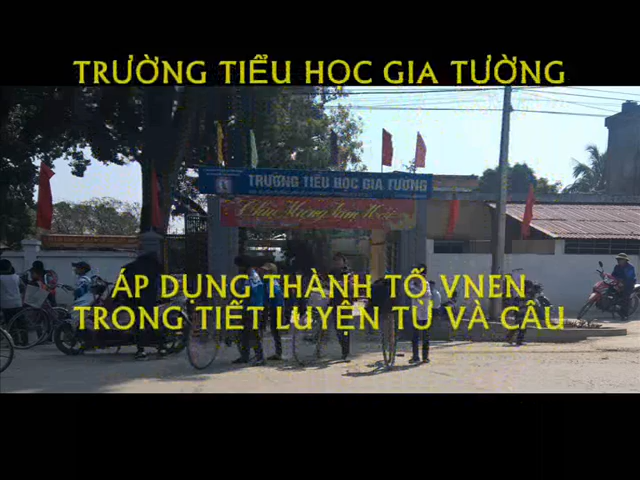 TRƯỜNG TIỂU HỌC GIA TƯỜNG
TRƯỜNG TIỂU HỌC GIA TƯỜNG
Chúc Mừng Năm Mới
ÁP DỤNG THÀNH TỐ VNEN
TRONG TIẾT LUYỆN TỪ VÀ CÂU